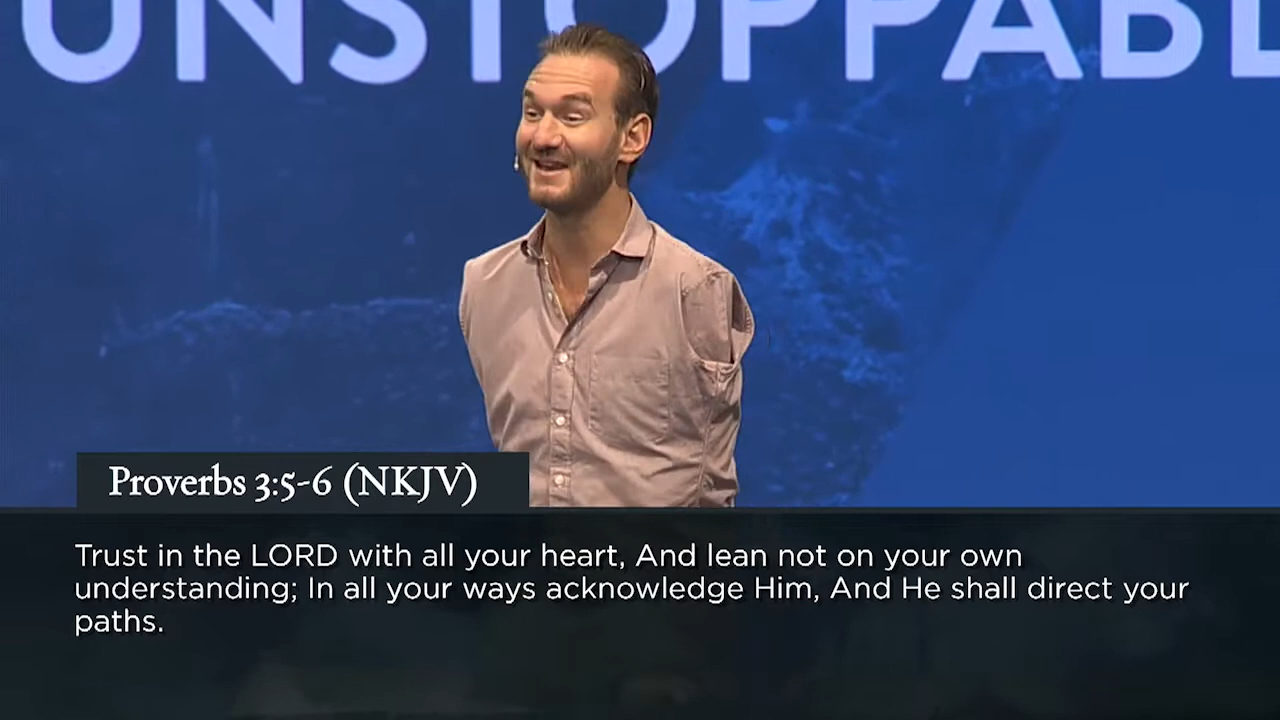 UNSTOPPABL
Proverbs 3:5-6 (NKJV)
Trust in the LORD with all your heart, And lean not on your own
understanding; In all your ways acknowledge Him, And He shall direct your
paths.